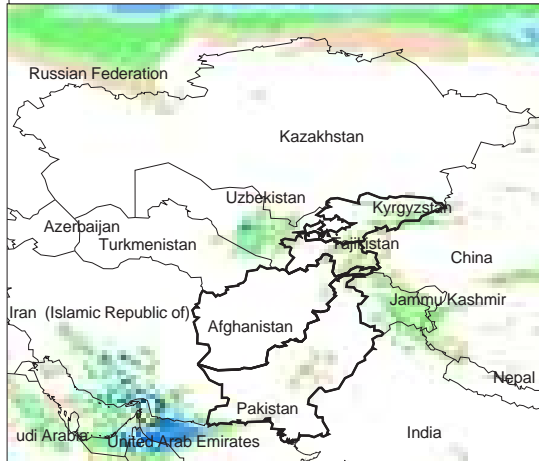 Russian Federation
Kazakhstan
Uzbekistan
Kyrgyzstan
Azerbaijan
Turkmenistan
Tajikistan
China
Jammu Kashmir
Iran (Islamic Republic of)
Afghanistan
Nepal
Pakistan
udi Arabia
United Arab Emirates
India